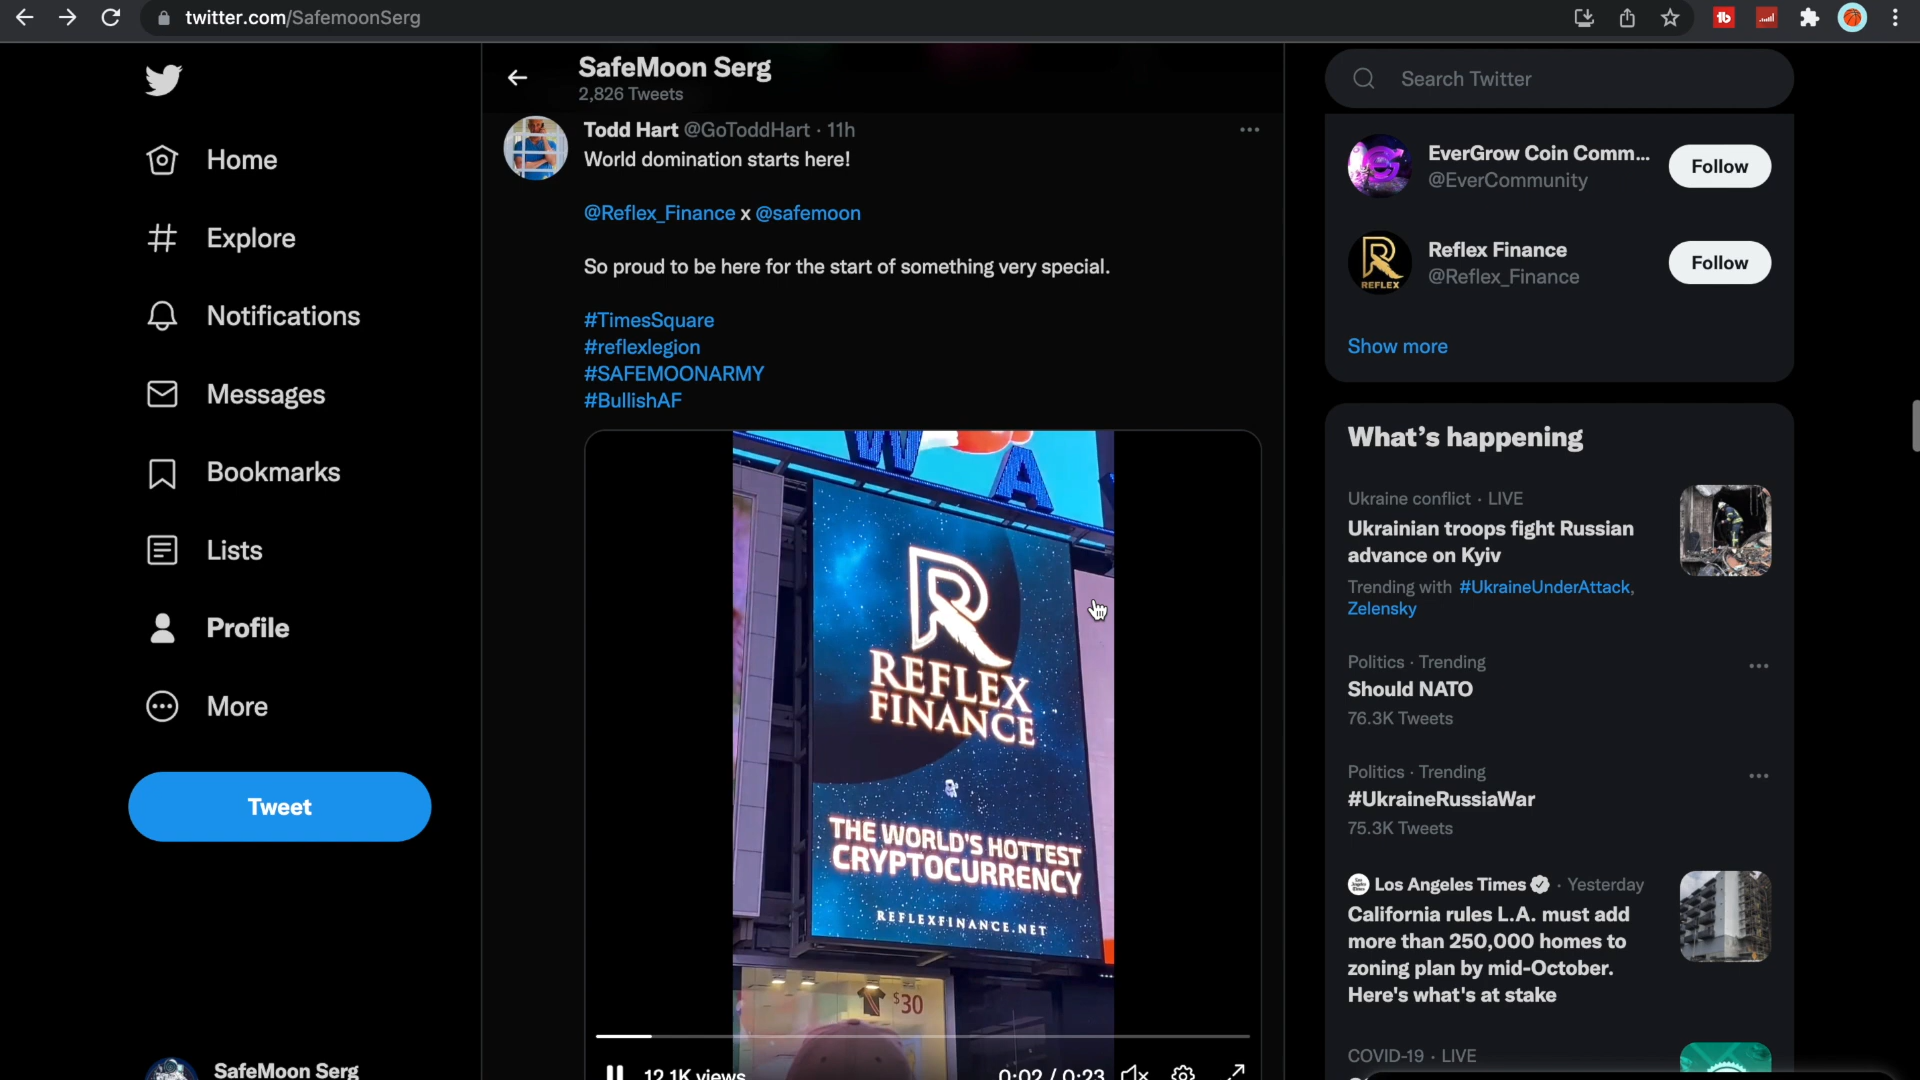 twitter.com/SafemoonSerg
Home
Explore
Notifications
Messages
Bookmarks
Lists
Profile
More
Tweet
SafeMoon Serg
SafeMoon Serg
2,826 Tweets
Todd Hart @GoToddHart · 11h
World domination starts here!
@Reflex_Finance x @safemoon
So proud to be here for the start of something very special.
#TimesSquare
#reflexlegion
#SAFEMOONARMY
#BullishAF
W
A
R
REFLEX
FINANCE
THE WORLD'S HOTTEST
CRYPTOCURRENCY
REFLEXFINANCE.NET
$30
12.1K views
0:02 / 0:23
Search Twitter
EverGrow Coin Comm...
@EverCommunity
Follow
R
REFLEX
Reflex Finance
@Reflex_Finance
Follow
Show more
What's happening
Ukraine conflict · LIVE
Ukrainian troops fight Russian
advance on Kyiv
Trending with #UkraineUnderAttack,
Zelensky
Politics · Trending
Should NATO
76.3K Tweets
Politics · Trending
#UkraineRussiaWar
75.3K Tweets
Los Angeles Times · Yesterday
California rules L.A. must add
more than 250,000 homes to
zoning plan by mid-October.
Here's what's at stake
COVID-19 · LIVE